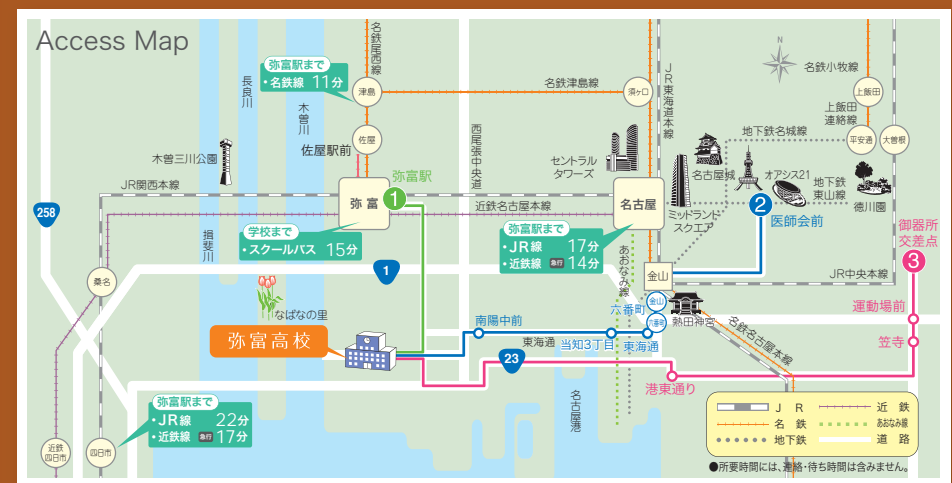 Access Map
名鉄尾西線
弥富駅まで
・名鉄線 11分
長良川
木曽川
津島
名鉄津島線
須ヶ口
JR東海道本線
N
名鉄小牧線
上飯田
上飯田
連絡線
地下鉄名城線
平安通
大曽根
佐屋
佐屋駅前
木曽三川公園
西尾張中央道
セントラル
タワーズ
名古屋城
オアシス21
地下鉄
東山線
徳川園
JR関西本線
弥富駅
弥富
1
近鉄名古屋本線
名古屋
ミッドランド
スクエア
2
医師会前
御器所
交差点
3
258
学校まで
・スクールバス 15分
弥富駅まで
・JR線 17分
・近鉄線 急行 14分
あおなみ線
揖斐川
桑名
1
金山
JR中央本線
なばなの里
六番町
金山
六番町
熱田神宮
運動場前
弥富高校
南陽中前
東海通
当知3丁目
東海通
名鉄名古屋本線
笠寺
23
港東通り
名古屋港
弥富駅まで
・JR線 22分
・近鉄線 急行 17分
近鉄
四日市
四日市
JR
近鉄
名鉄
あおなみ線
地下鉄
道路
●所要時間には、連絡・待ち時間は含みません。